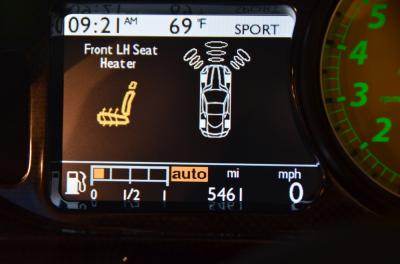 09:21 AM 69 °F SPORT
Front LH Seat
Heater
auto mi mph
0 1/2 1 5461 0
5
4
3
2